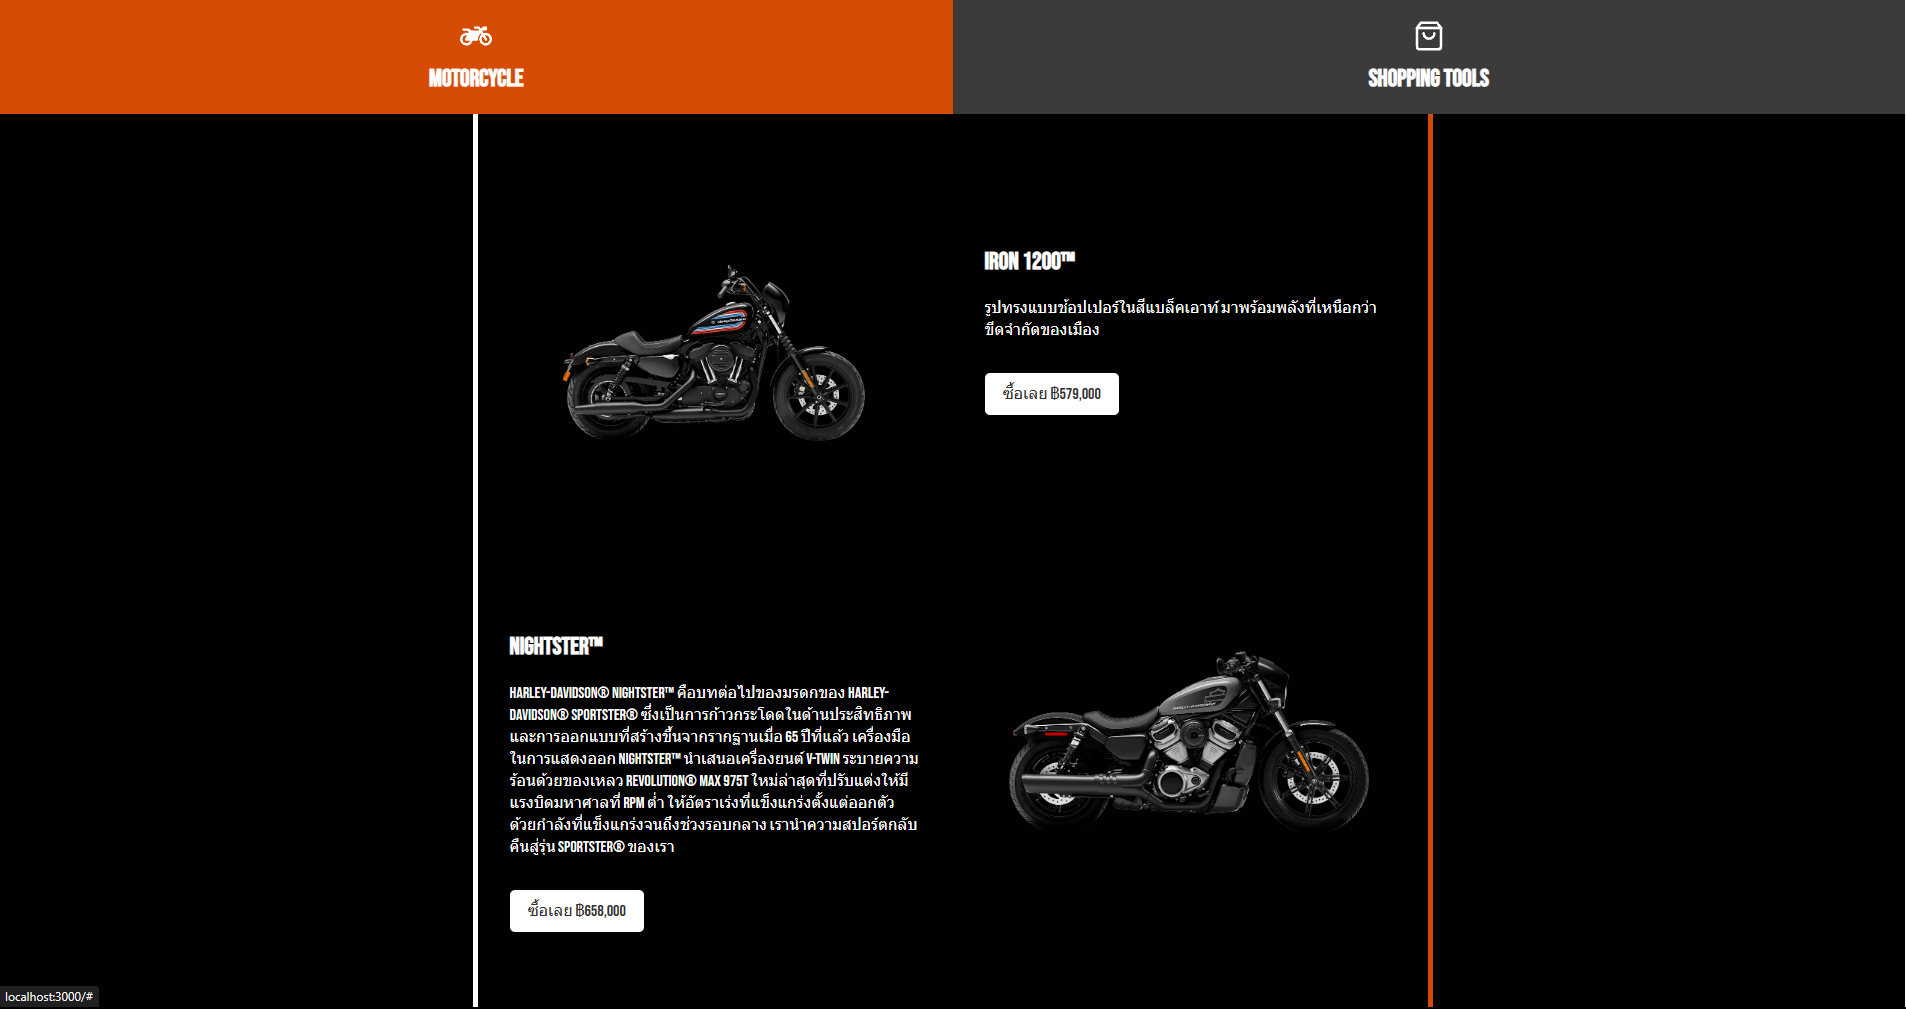 MOTORCYCLE
SHOPPING TOOLS
IRON 1200™
รูปทรงแบบช้อปเปอร์ในสีแบล็คเอาท์ มาพร้อมพลังที่เหนือกว่า
ขีดจำกัดของเมือง
ซื้อเลย ฿579,000
NIGHTSTER™
HARLEY-DAVIDSON® NIGHTSTER™ คือบทต่อไปของมรดกของ HARLEY-
DAVIDSON® SPORTSTER® ซึ่งเป็นการก้าวกระโดดในด้านประสิทธิภาพ
และการออกแบบที่สร้างขึ้นจากรากฐานเมื่อ 65 ปีที่แล้ว เครื่องมือ
ในการแสดงออก NIGHTSTER™ นำเสนอเครื่องยนต์ V-TWIN ระบายความ
ร้อนด้วยของเหลว REVOLUTION® MAX 975T ใหม่ล่าสุดที่ปรับแต่งให้มี
แรงบิดมหาศาลที่ RPM ต่ำ ให้อัตราเร่งที่แข็งแกร่งตั้งแต่ออกตัว
ด้วยกำลังที่แข็งแกร่งจนถึงช่วงรอบกลาง เรานำความสปอร์ตกลับ
คืนสู่รุ่น SPORTSTER® ของเรา
ซื้อเลย ฿658,000
localhost:3000/#